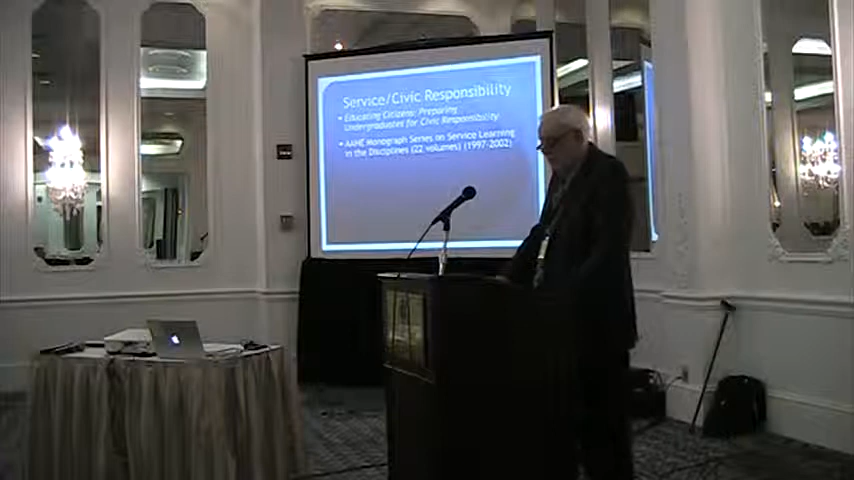 Service/Civic Responsibility
• Educating Citizens: Preparing
Undergraduates for Civic Responsibility
• AAHE Monograph Series on Service Learning
in the Disciplines (22 volumes) (1997-2002)